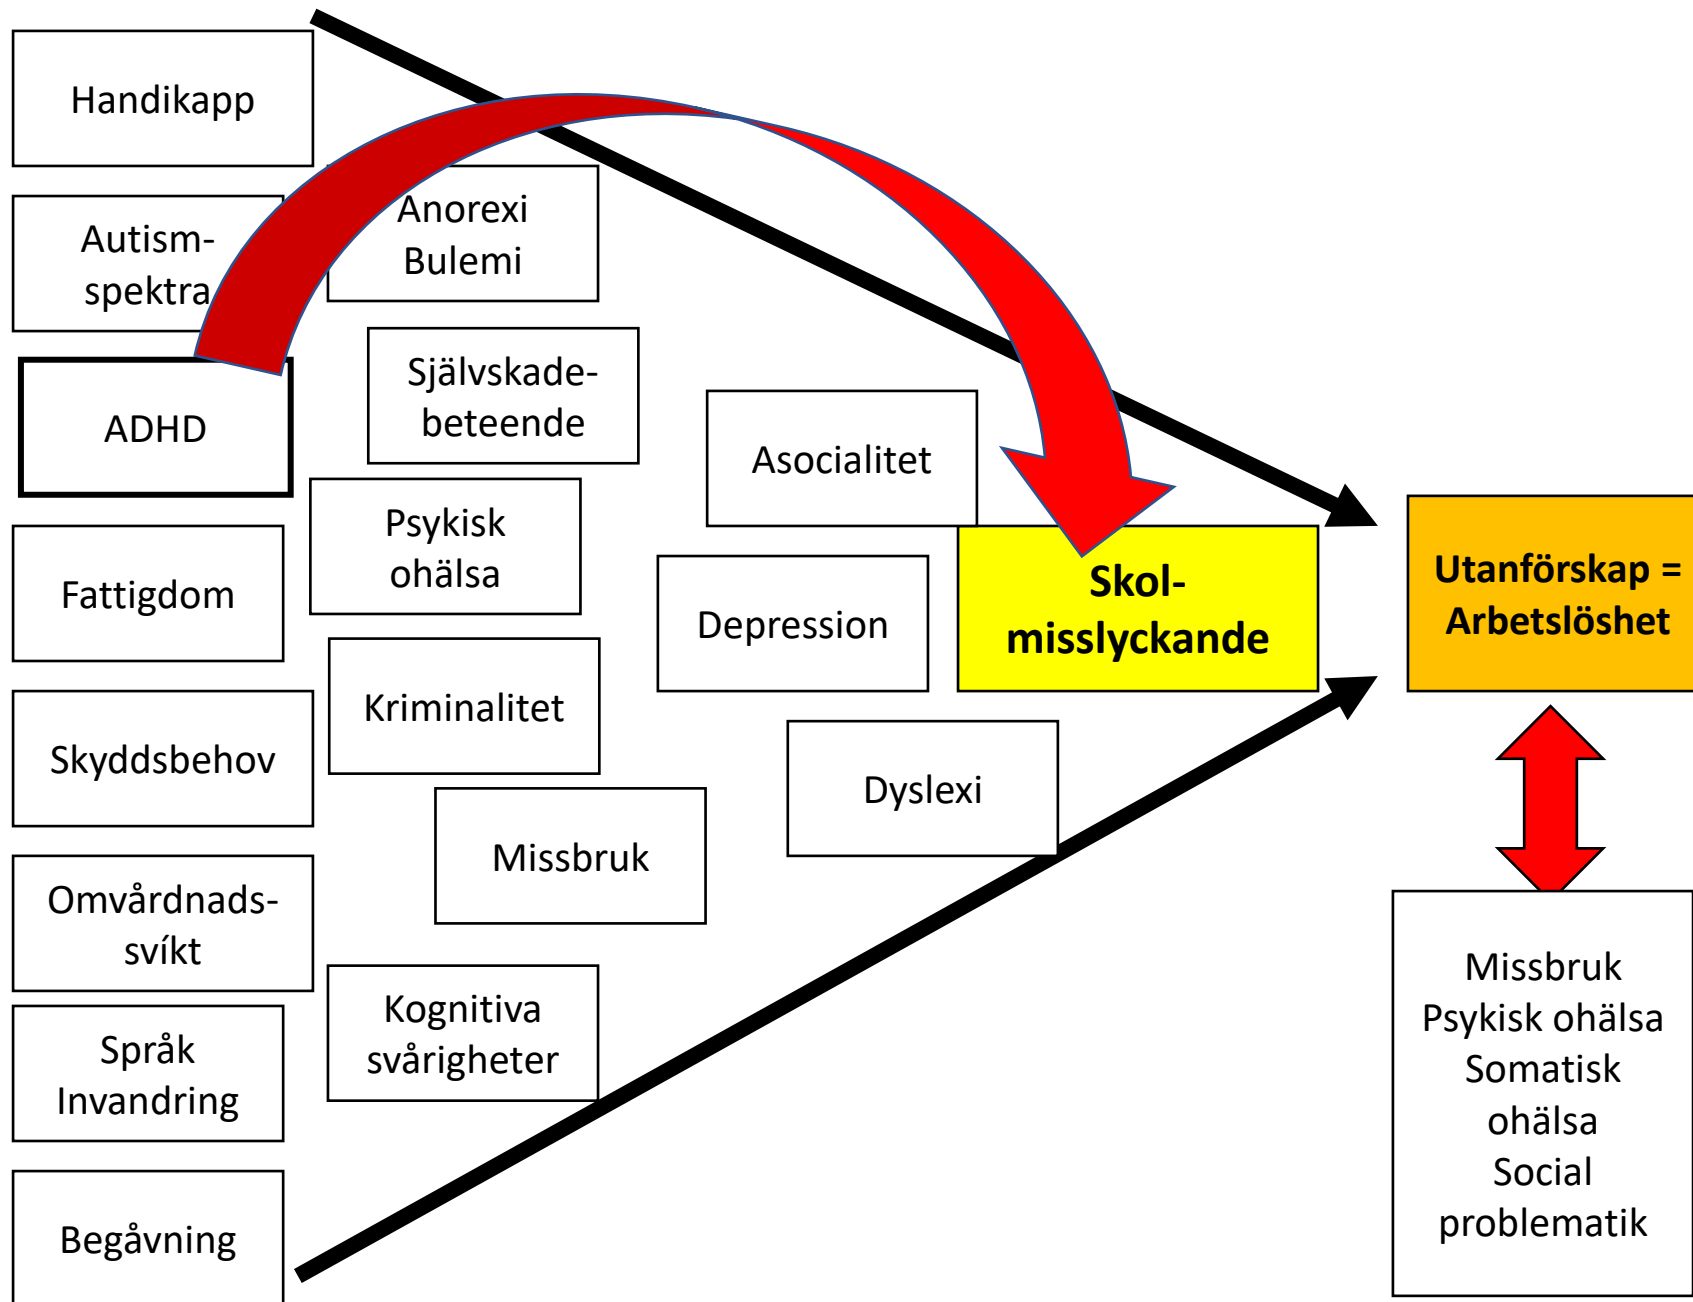 Handikapp
Autism-
spektra
ADHD
Fattigdom
Skyddsbehov
Omvårdnads-
svíkt
Språk
Invandring
Begåvning
Anorexi
Bulemi
Självskade-
beteende
Psykisk
ohälsa
Kriminalitet
Missbruk
Kognitiva
svårigheter
Asocialitet
Depression
Dyslexi
Skol-
misslyckande
Utanförskap =
Arbetslöshet
Missbruk
Psykisk ohälsa
Somatisk
ohälsa
Social
problematik